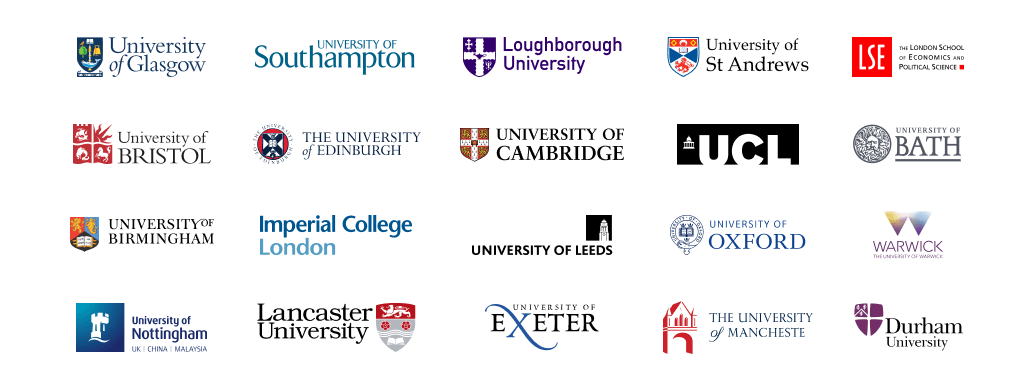 University
of Glasgow
UNIVERSITY OF
Southampton
Loughborough
University
University of
St Andrews
LSE
THE LONDON SCHOOL
OF ECONOMICS AND
POLITICAL SCIENCE
University of
BRISTOL
THE UNIVERSITY
of EDINBURGH
UNIVERSITY OF
CAMBRIDGE
UCL
UNIVERSITY OF
BATH
UNIVERSITY OF
BIRMINGHAM
Imperial College
London
UNIVERSITY OF LEEDS
UNIVERSITY OF
OXFORD
WARWICK
THE UNIVERSITY OF WARWICK
University of
Nottingham
UK | CHINA | MALAYSIA
Lancaster
University
UNIVERSITY OF
EXETER
THE UNIVERSITY
of MANCHESTE
Durham
University